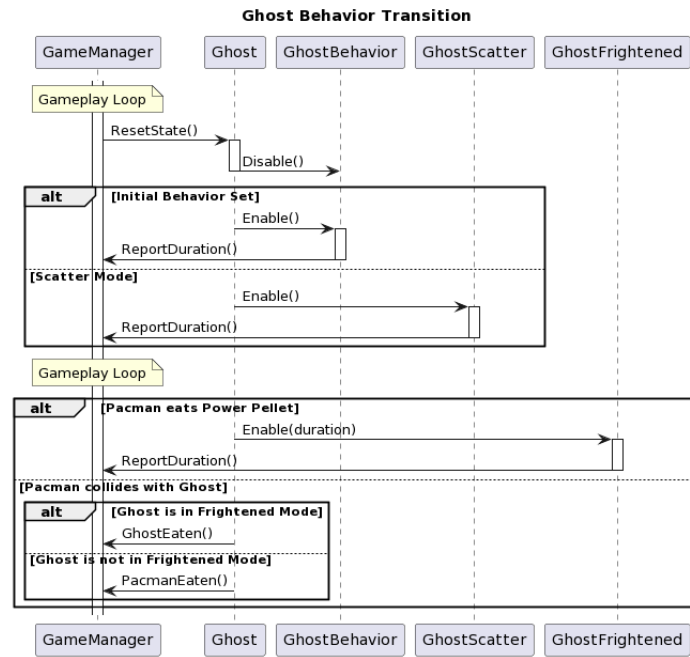 Ghost Behavior Transition
GameManager Ghost GhostBehavior GhostScatter GhostFrightened
Gameplay Loop
ResetState()
Disable()
alt [Initial Behavior Set]
Enable()
ReportDuration()
[Scatter Mode]
Enable()
ReportDuration()
Gameplay Loop
alt [Pacman eats Power Pellet]
Enable(duration)
ReportDuration()
[Pacman collides with Ghost]
alt [Ghost is in Frightened Mode]
GhostEaten()
[Ghost is not in Frightened Mode]
PacmanEaten()
GameManager Ghost GhostBehavior GhostScatter GhostFrightened